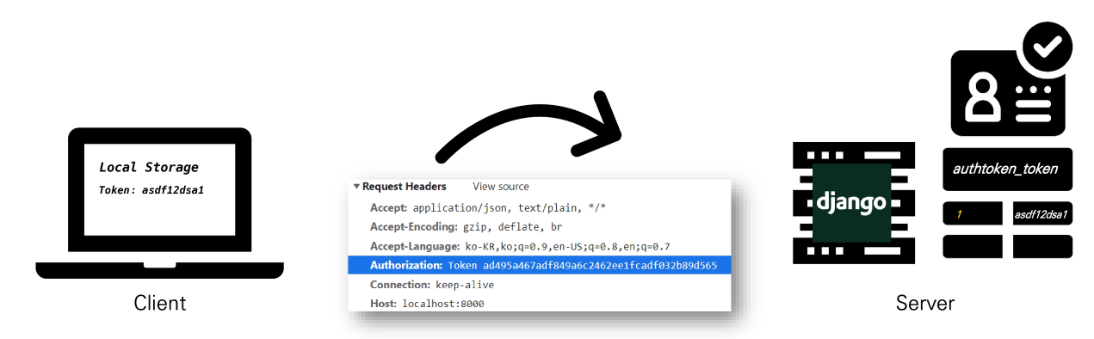 Local Storage
Token: asdf12dsa1
Client
▼ Request Headers View source
Accept: application/json, text/plain, */*
Accept-Encoding: gzip, deflate, br
Accept-Language: ko-KR,ko;q=0.9,en-US;q=0.8,en;q=0.7
Authorization: Token ad495a467adf849a6c2462ee1fcadf032b89d565
Connection: keep-alive
Host: localhost:8000
django
authtoken_token
1 asdf12dsa1
Server